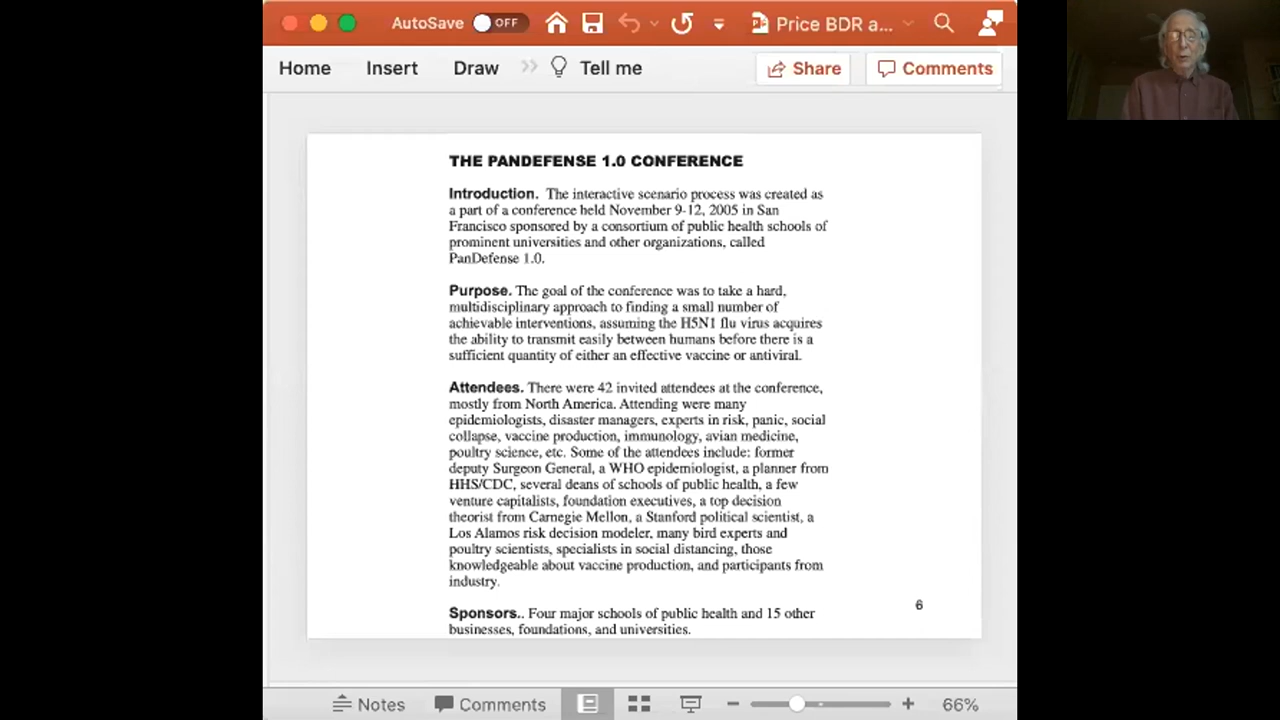 AutoSave OFF Price BDR a...
Home Insert Draw Tell me Share Comments
THE PANDEFENSE 1.0 CONFERENCE
Introduction. The interactive scenario process was created as
a part of a conference held November 9-12, 2005 in San
Francisco sponsored by a consortium of public health schools of
prominent universities and other organizations, called
PanDefense 1.0.
Purpose. The goal of the conference was to take a hard,
multidisciplinary approach to finding a small number of
achievable interventions, assuming the H5N1 flu virus acquires
the ability to transmit easily between humans before there is a
sufficient quantity of either an effective vaccine or antiviral.
Attendees. There were 42 invited attendees at the conference,
mostly from North America. Attending were many
epidemiologists, disaster managers, experts in risk, panic, social
collapse, vaccine production, immunology, avian medicine,
poultry science, etc. Some of the attendees include: former
deputy Surgeon General, a WHO epidemiologist, a planner from
HHS/CDC, several deans of schools of public health, a few
venture capitalists, foundation executives, a top decision
theorist from Carnegie Mellon, a Stanford political scientist, a
Los Alamos risk decision modeler, many bird experts and
poultry scientists, specialists in social distancing, those
knowledgeable about vaccine production, and participants from
industry.
Sponsors.. Four major schools of public health and 15 other
businesses, foundations, and universities.
6
Notes Comments 66%